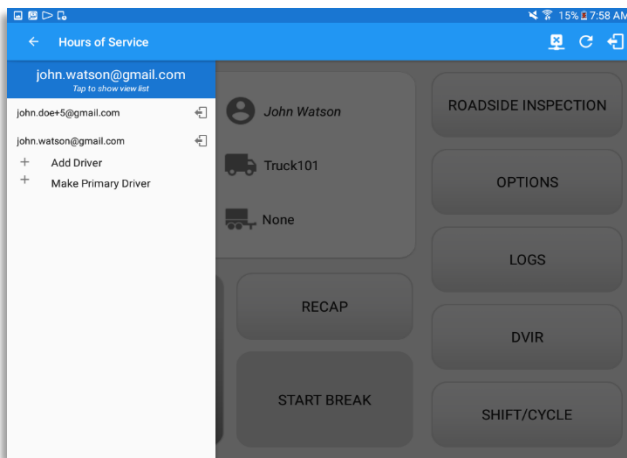 15% 7:58 AM
Hours of Service
john.watson@gmail.com
Tap to show view list
john.doe+5@gmail.com
john.watson@gmail.com
Add Driver
Make Primary Driver
John Watson
Truck101
None
RECAP
START BREAK
ROADSIDE INSPECTION
OPTIONS
LOGS
DVIR
SHIFT/CYCLE